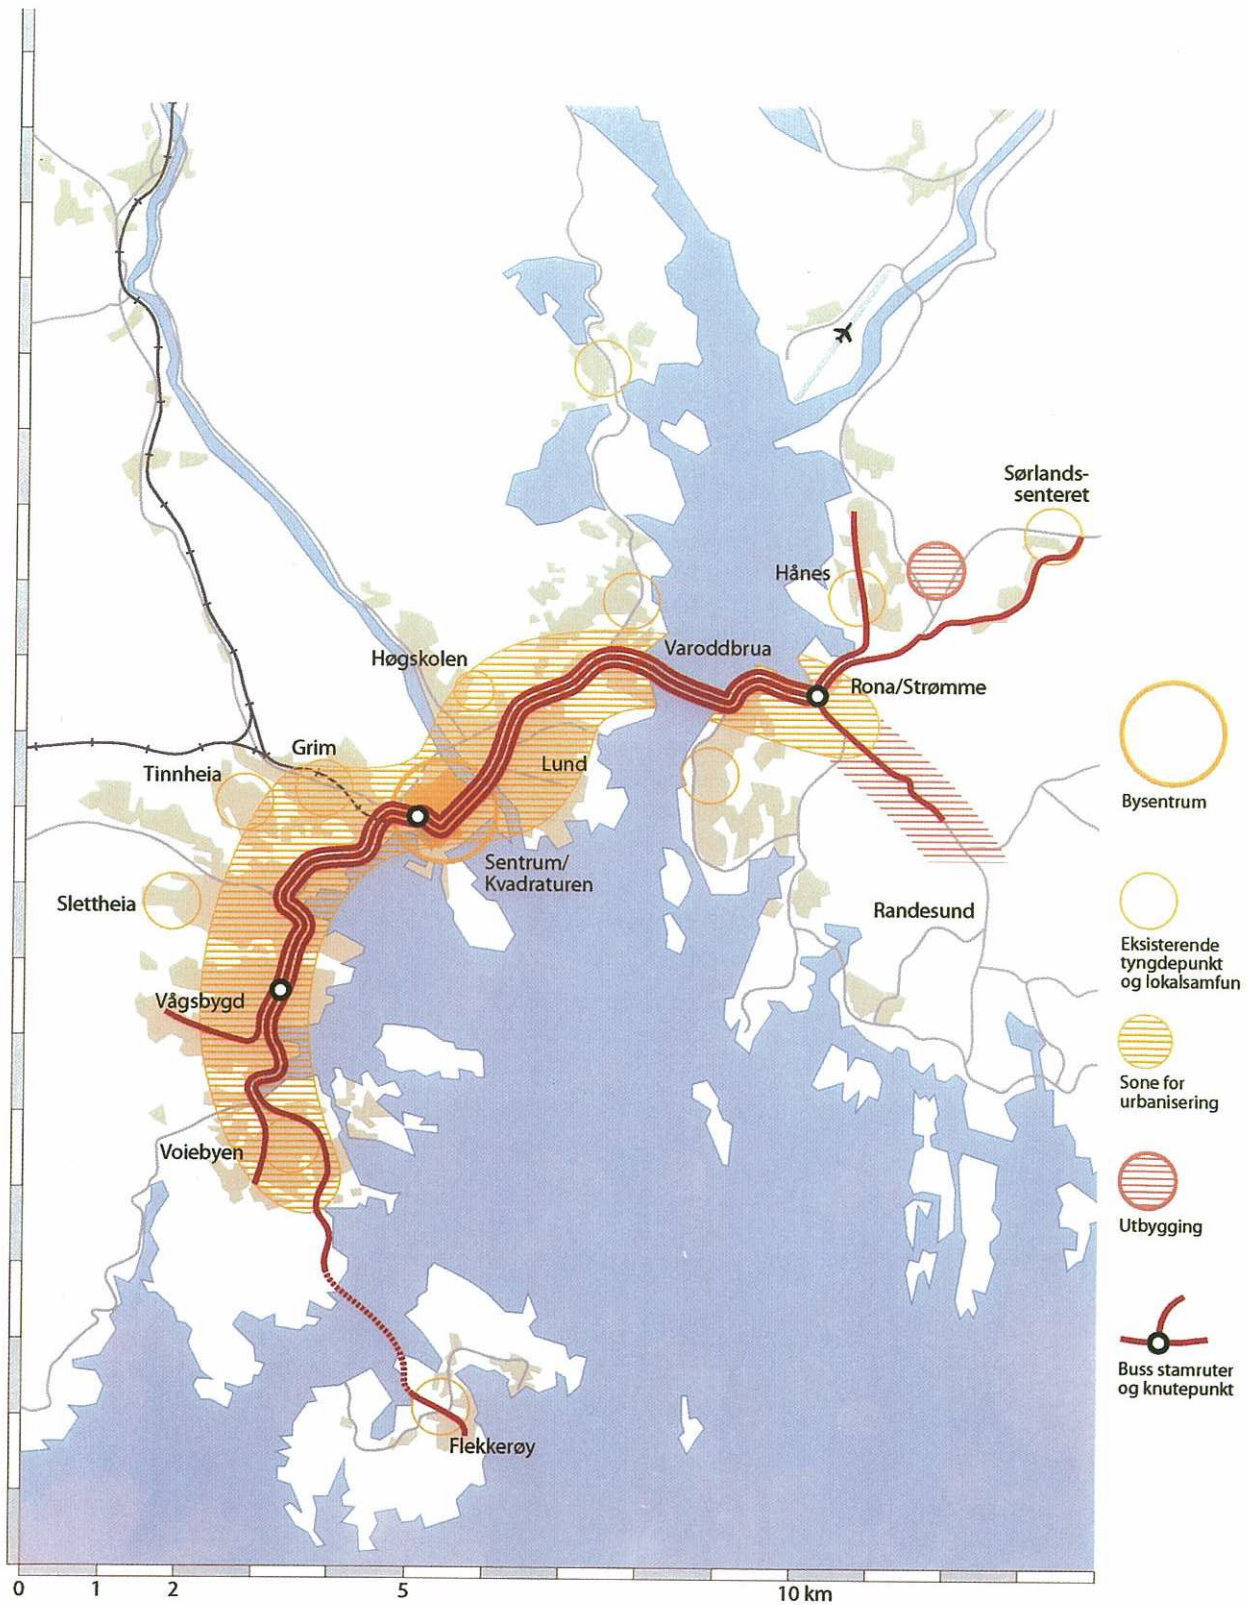 Sørlands-
senteret
Hånes
Varoddbrua
Høgskolen
Rona/Strømme
Grim
Tinnheia
Lund
Sentrum/
Kvadraturen
Slettheia
Randesund
Vågsbygd
Voiebyen
Flekkerøy
Bysentrum
Eksisterende
tyngdepunkt
og lokalsamfun
Sone for
urbanisering
Utbygging
Buss stamruter
og knutepunkt
0 1 2 5 10 km